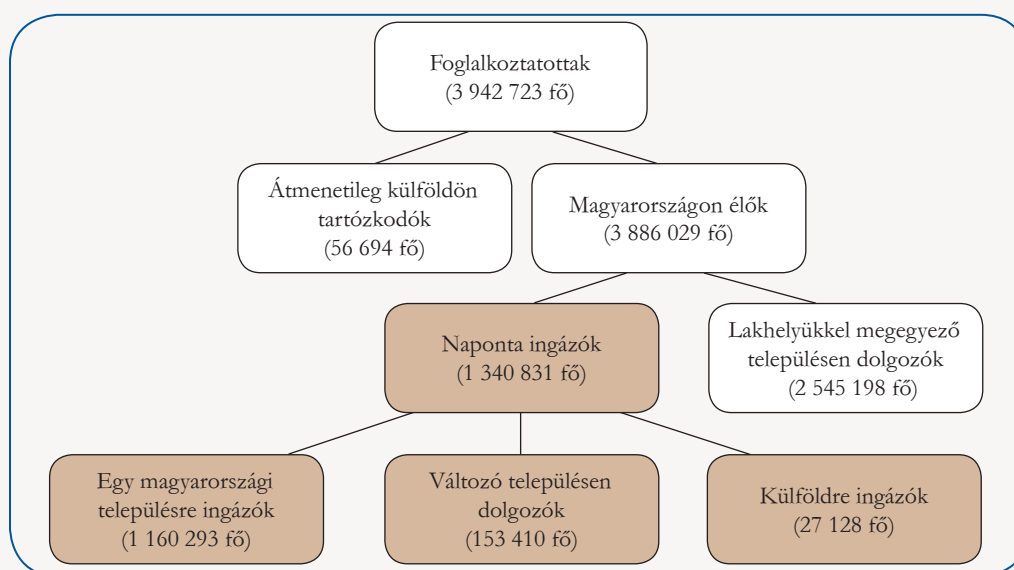 Foglalkoztatottak
(3 942 723 fő)
Átmenetileg külföldön
tartózkodók
(56 694 fő)
Magyarországon élők
(3 886 029 fő)
Naponta ingázók
(1 340 831 fő)
Lakhelyükkel megegyező
településen dolgozók
(2 545 198 fő)
Egy magyarországi
településre ingázók
(1 160 293 fő)
Változó településen
dolgozók
(153 410 fő)
Külföldre ingázók
(27 128 fő)